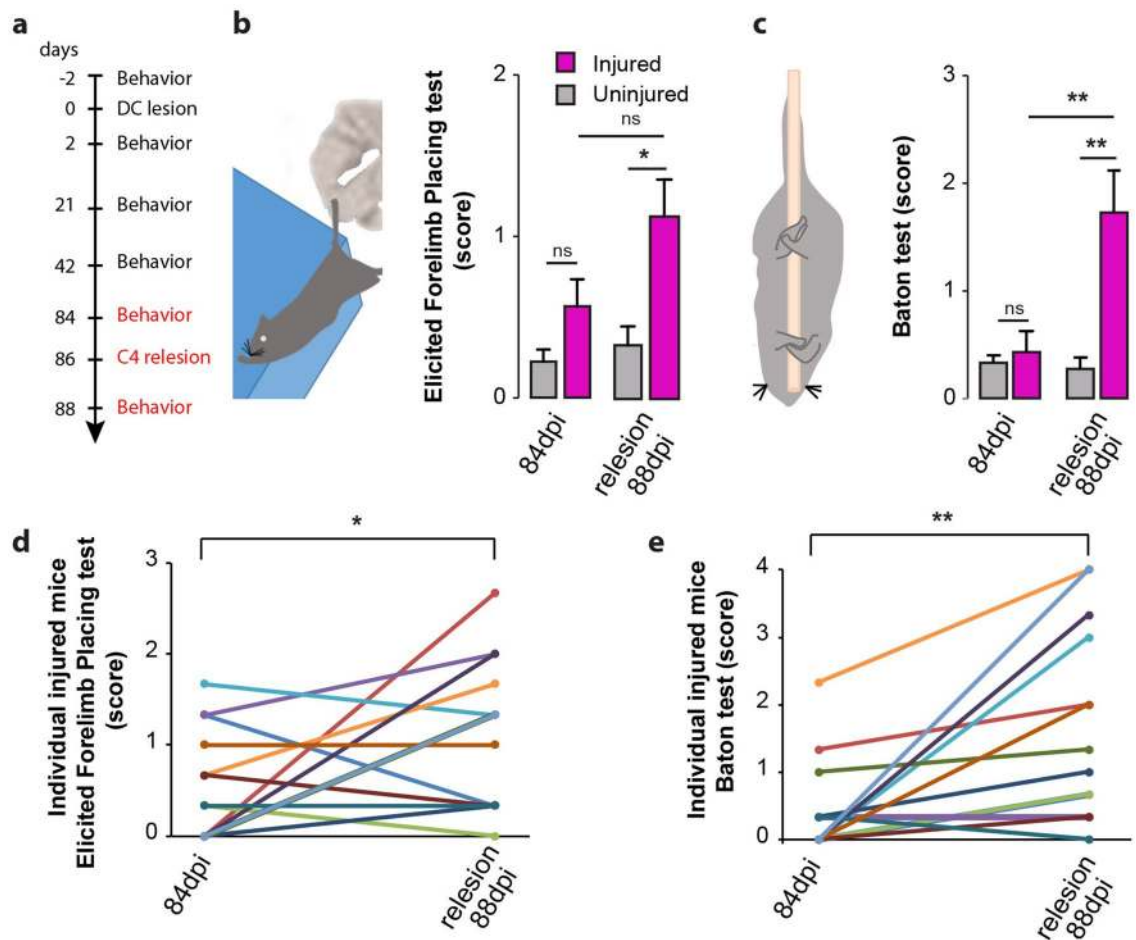 a
days
-2 Behavior
0 DC lesion
2 Behavior
21 Behavior
42 Behavior
84 Behavior
86 C4 relesion
88 Behavior
b
Elicited Forelimb Placing test
(score)
2
1
0
Injured
Uninjured
ns
*
ns
84dpi
relesion
88dpi
c
Baton test (score)
3
2
1
0
**
**
ns
84dpi
relesion
88dpi
d
Individual injured mice
Elicited Forelimb Placing test
(score)
*
3
2
1
0
84dpi
relesion
88dpi
e
Individual injured mice
Baton test (score)
**
4
3
2
1
0
84dpi
relesion
88dpi